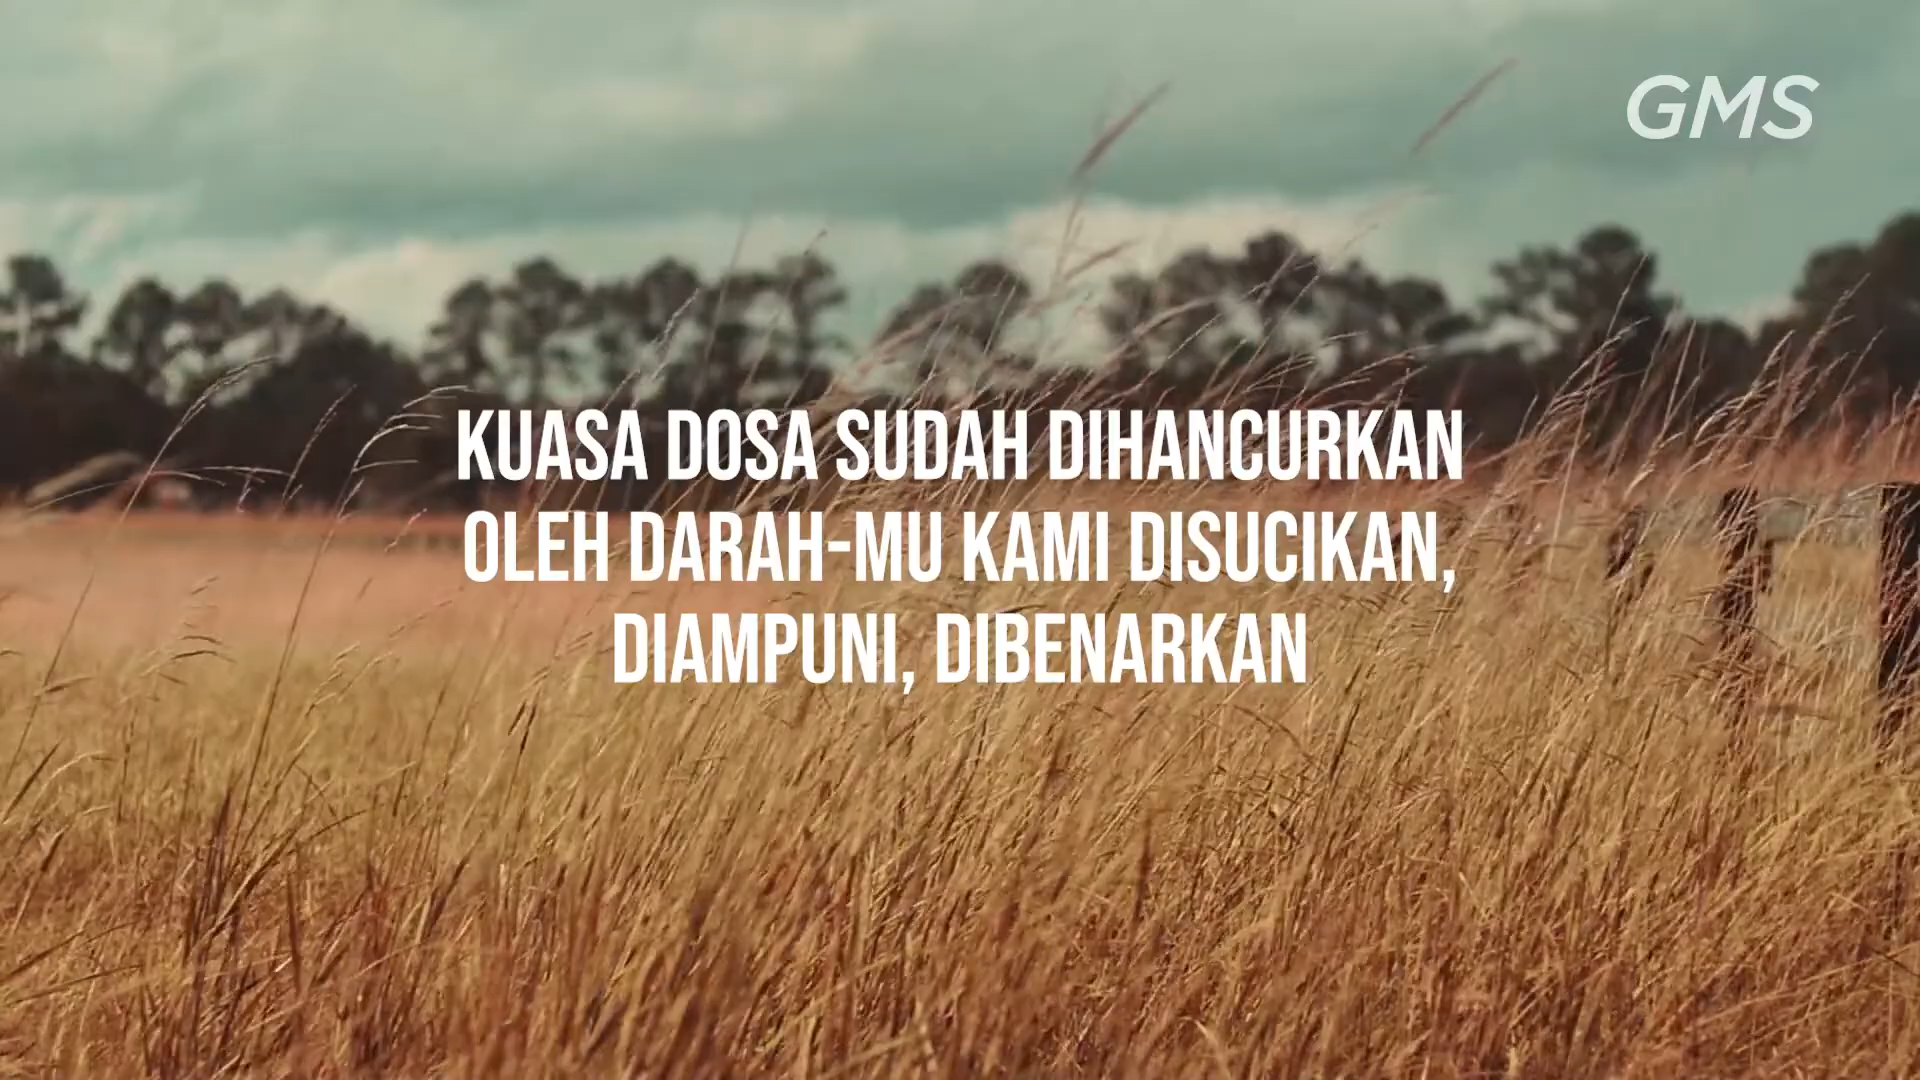 GMS
KUASA DOSA SUDAH DIHANCURKAN
OLEH DARAH-MU KAMI DISUCIKAN,
DIAMPUNI, DIBENARKAN